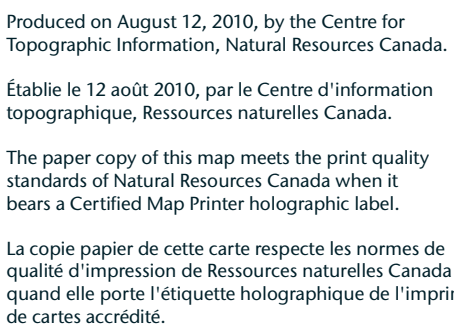 Produced on August 12, 2010, by the Centre for
Topographic Information, Natural Resources Canada.
Établie le 12 août 2010, par le Centre d'information
topographique, Ressources naturelles Canada.
The paper copy of this map meets the print quality
standards of Natural Resources Canada when it
bears a Certified Map Printer holographic label.
La copie papier de cette carte respecte les normes de
qualité d'impression de Ressources naturelles Canada
quand elle porte l'étiquette holographique de l'imprir
de cartes accrédité.